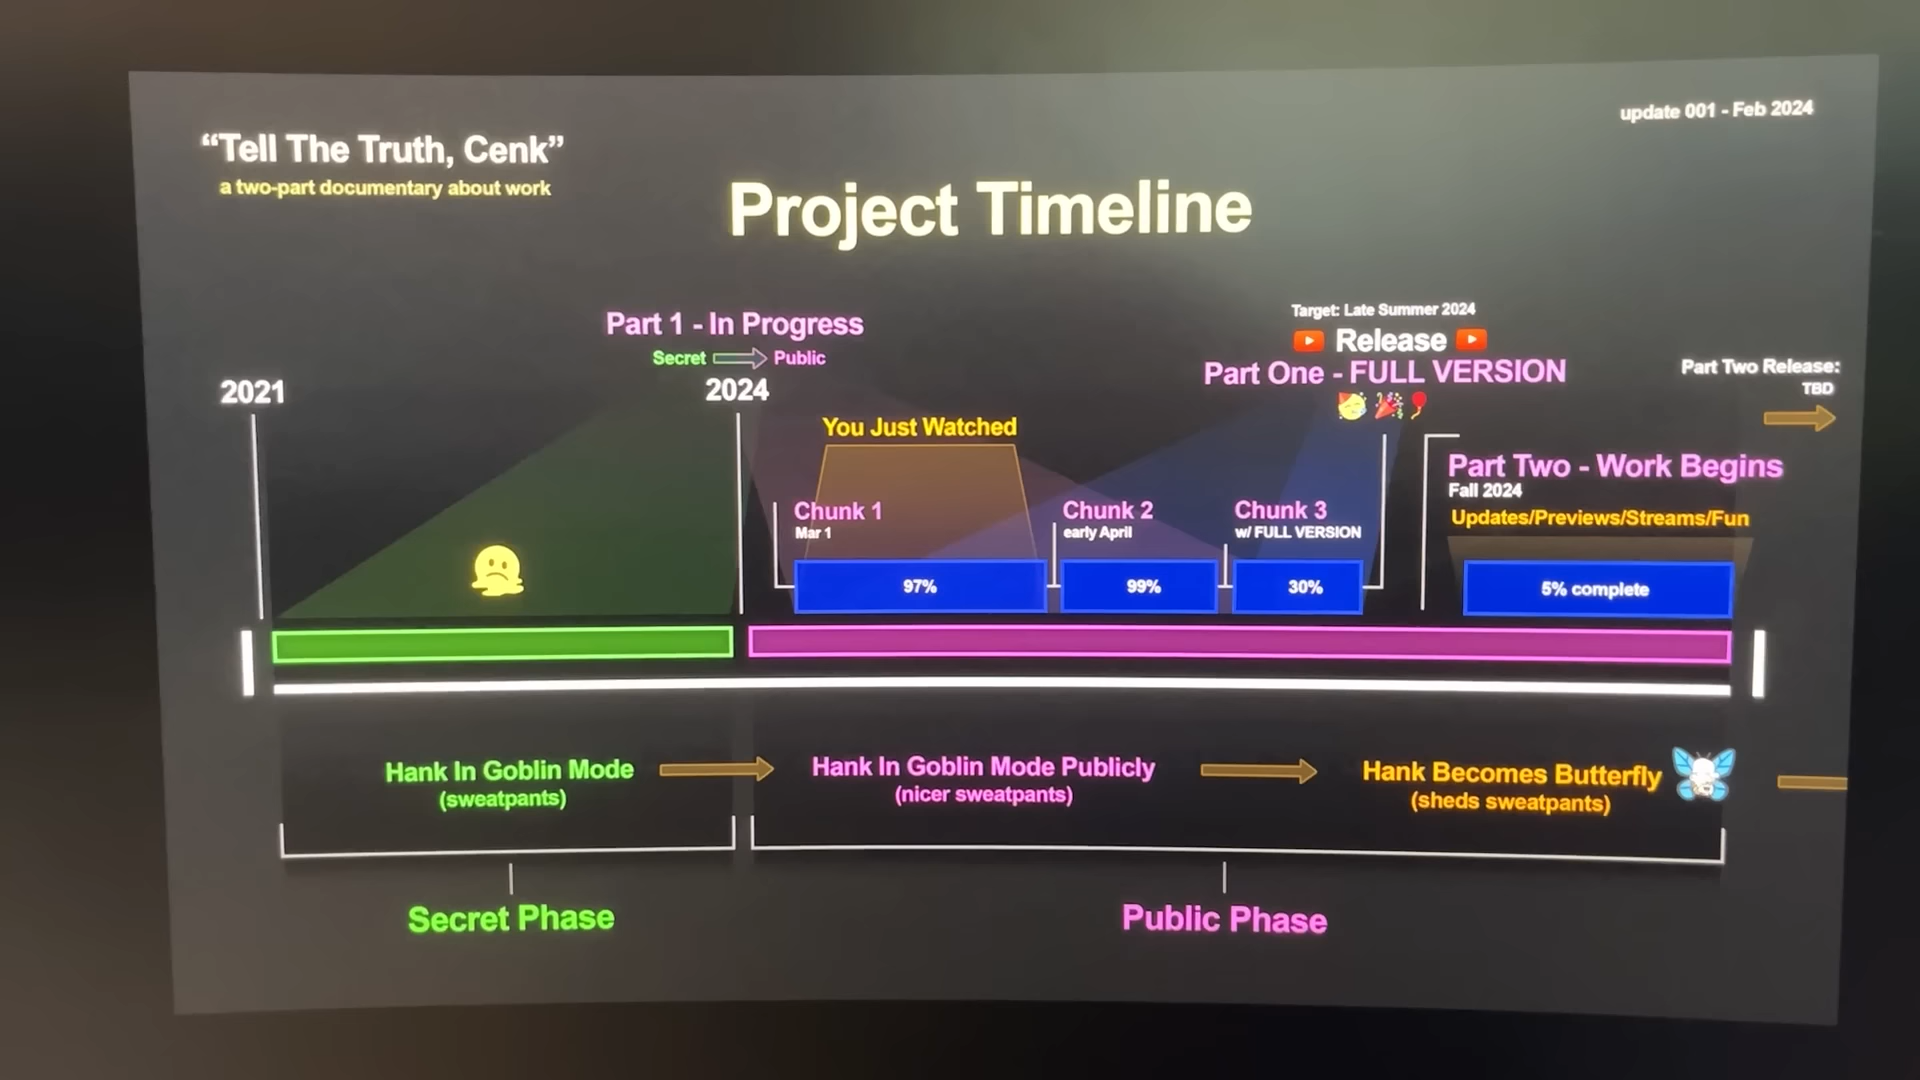 update 001 - Feb 2024
“Tell The Truth, Cenk”
a two-part documentary about work
Project Timeline
Part 1 - In Progress
Secret
Public
2021
2024
Target: Late Summer 2024
Release
Part One - FULL VERSION
Part Two Release:
TBD
You Just Watched
Chunk 1
Mar 1
97%
Chunk 2
early April
99%
Chunk 3
w/ FULL VERSION
30%
Part Two - Work Begins
Fall 2024
Updates/Previews/Streams/Fun
5% complete
Hank In Goblin Mode
(sweatpants)
Hank In Goblin Mode Publicly
(nicer sweatpants)
Hank Becomes Butterfly
(sheds sweatpants)
Secret Phase
Public Phase